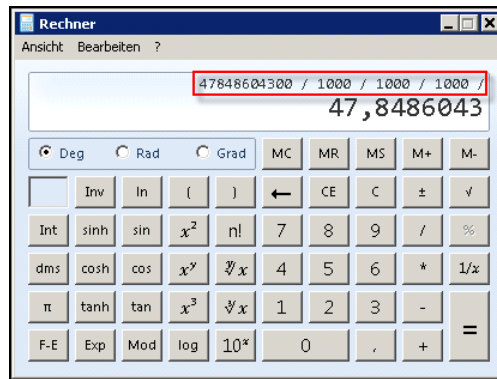 Rechner
Ansicht Bearbeiten ?
47848604300 / 1000 / 1000 / 1000 /
47,8486043
Deg Rad Grad MC MR MS M+ M-
Inv ln ( ) ← CE C ± √
Int sinh sin x² n! 7 8 9 / %
dms cosh cos xʸ ʸ√x 4 5 6 * 1/x
π tanh tan x³ ³√x 1 2 3 - =
F-E Exp Mod log 10ˣ 0 , +